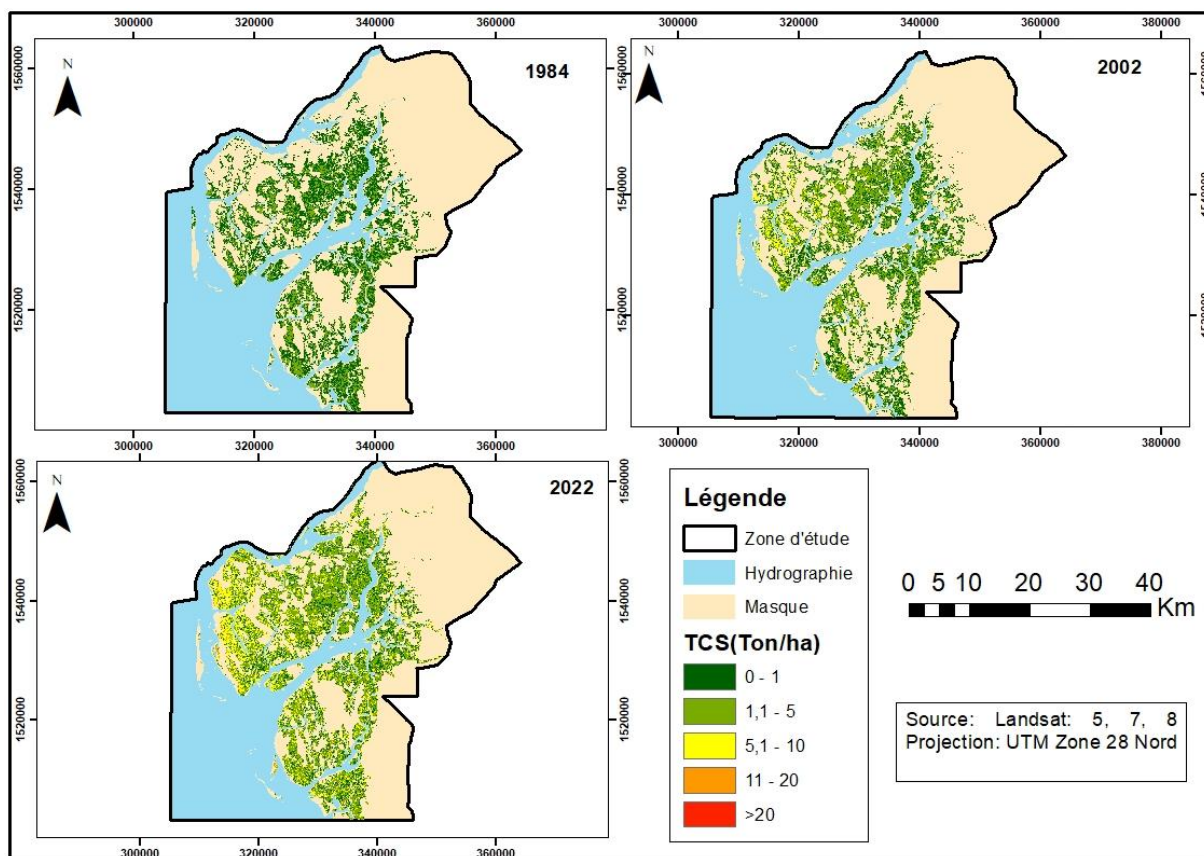 300000 320000 340000 360000
300000 320000 340000 360000 380000
N
1984
N
2002
1560000
1540000
1520000
1560000
1540000
1520000
1560000
1540000
1520000
300000 320000 340000 360000
300000 320000 340000 360000 380000
N
2022
1560000
1540000
1520000
300000 320000 340000 360000
Légende
Zone d'étude
Hydrographie
Masque
TCS(Ton/ha)
0 - 1
1,1 - 5
5,1 - 10
11 - 20
>20
0 5 10 20 30 40
Km
Source: Landsat: 5, 7, 8
Projection: UTM Zone 28 Nord